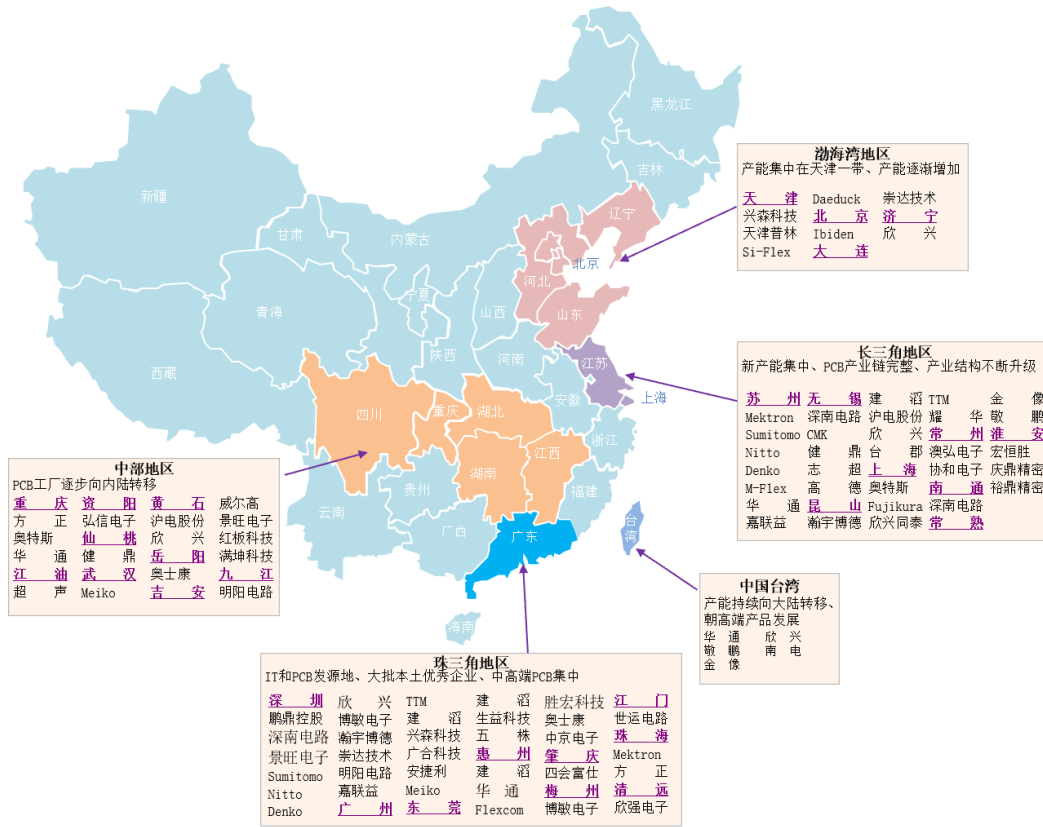 黑龙江
吉林
辽宁
新疆
甘肃
内蒙古
北京
河北
宁夏
山西
青海
山东
陕西
河南
江苏
西藏
安徽
上海
四川
重庆
湖北
浙江
江西
湖南
贵州
福建
云南
广西
广东
台湾
海南
渤海湾地区
产能集中在天津一带、产能逐渐增加
天津 Daeduck 崇达技术
兴森科技 北京 济宁
天津普林 Ibiden 欣兴
Si-Flex 大连
长三角地区
新产能集中、PCB产业链完整、产业结构不断升级
苏州 无锡 建滔 TTM 金像
Mektron 深南电路 沪电股份 耀华 敬鹏
Sumitomo CMK 欣兴 常州 淮安
Nitto 健鼎 台郡 澳弘电子 宏恒胜
Denko 志超 上海 协和电子 庆鼎精密
M-Flex 高德 奥特斯 南通 裕鼎精密
华通 昆山 Fujikura 深南电路
嘉联益 瀚宇博德 欣兴同泰 常熟
中部地区
PCB工厂逐步向内陆转移
重庆 资阳 黄石 威尔高
方正 弘信电子 沪电股份 景旺电子
奥特斯 仙桃 欣兴 红板科技
华通 健鼎 岳阳 满坤科技
江油 武汉 奥士康 九江
超声 Meiko 吉安 明阳电路
中国台湾
产能持续向大陆转移、
朝高端产品发展
华通 欣兴
敬鹏 南电
金像
珠三角地区
IT和PCB发源地、大批本土优秀企业、中高端PCB集中
深圳 欣兴 TTM 建滔 胜宏科技 江门
鹏鼎控股 博敏电子 建滔 生益科技 奥士康 世运电路
深南电路 瀚宇博德 兴森科技 五株 中京电子 珠海
景旺电子 崇达技术 广合科技 惠州 肇庆 Mektron
Sumitomo 明阳电路 安捷利 建滔 四会富仕 方正
Nitto 嘉联益 Meiko 华通 梅州 清远
Denko 广州 东莞 Flexcom 博敏电子 欣强电子